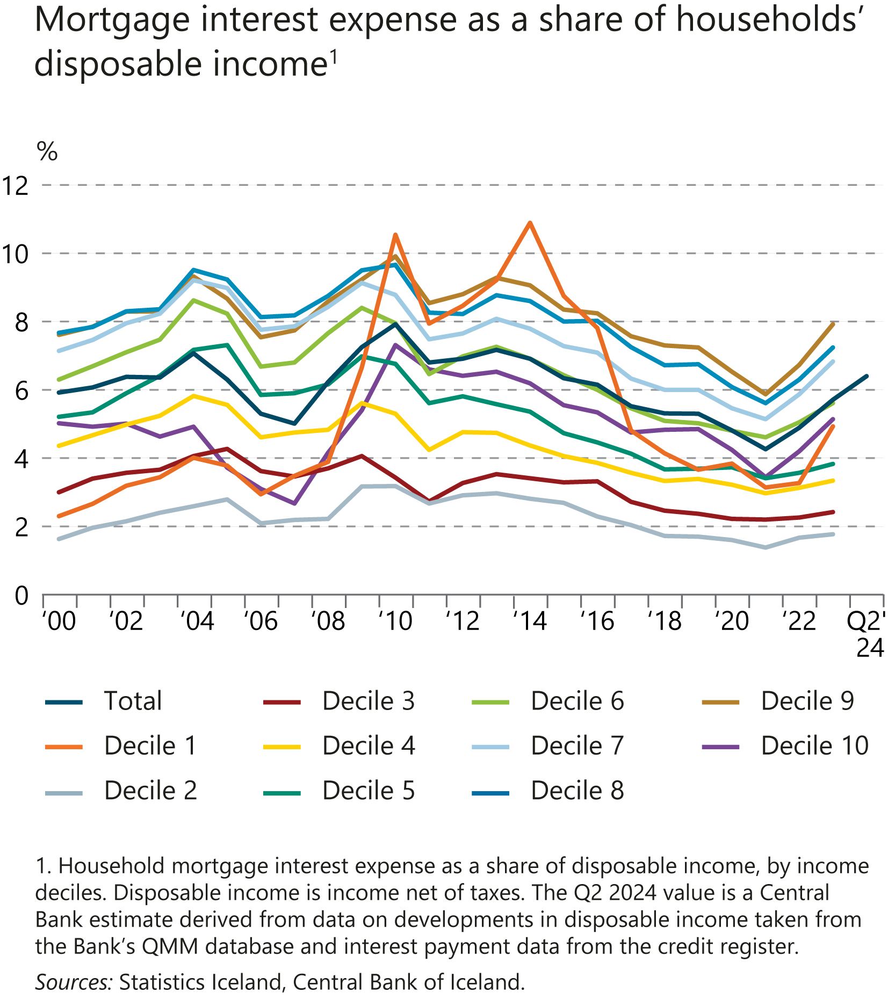 Mortgage interest expense as a share of households’
disposable income¹
%
12
10
8
6
4
2
0
‘00 ‘02 ‘04 ‘06 ‘08 ‘10 ‘12 ‘14 ‘16 ‘18 ‘20 ‘22 Q2'
24
Total Decile 3 Decile 6 Decile 9
Decile 1 Decile 4 Decile 7 Decile 10
Decile 2 Decile 5 Decile 8
1. Household mortgage interest expense as a share of disposable income, by income
deciles. Disposable income is income net of taxes. The Q2 2024 value is a Central
Bank estimate derived from data on developments in disposable income taken from
the Bank’s QMM database and interest payment data from the credit register.
Sources: Statistics Iceland, Central Bank of Iceland.